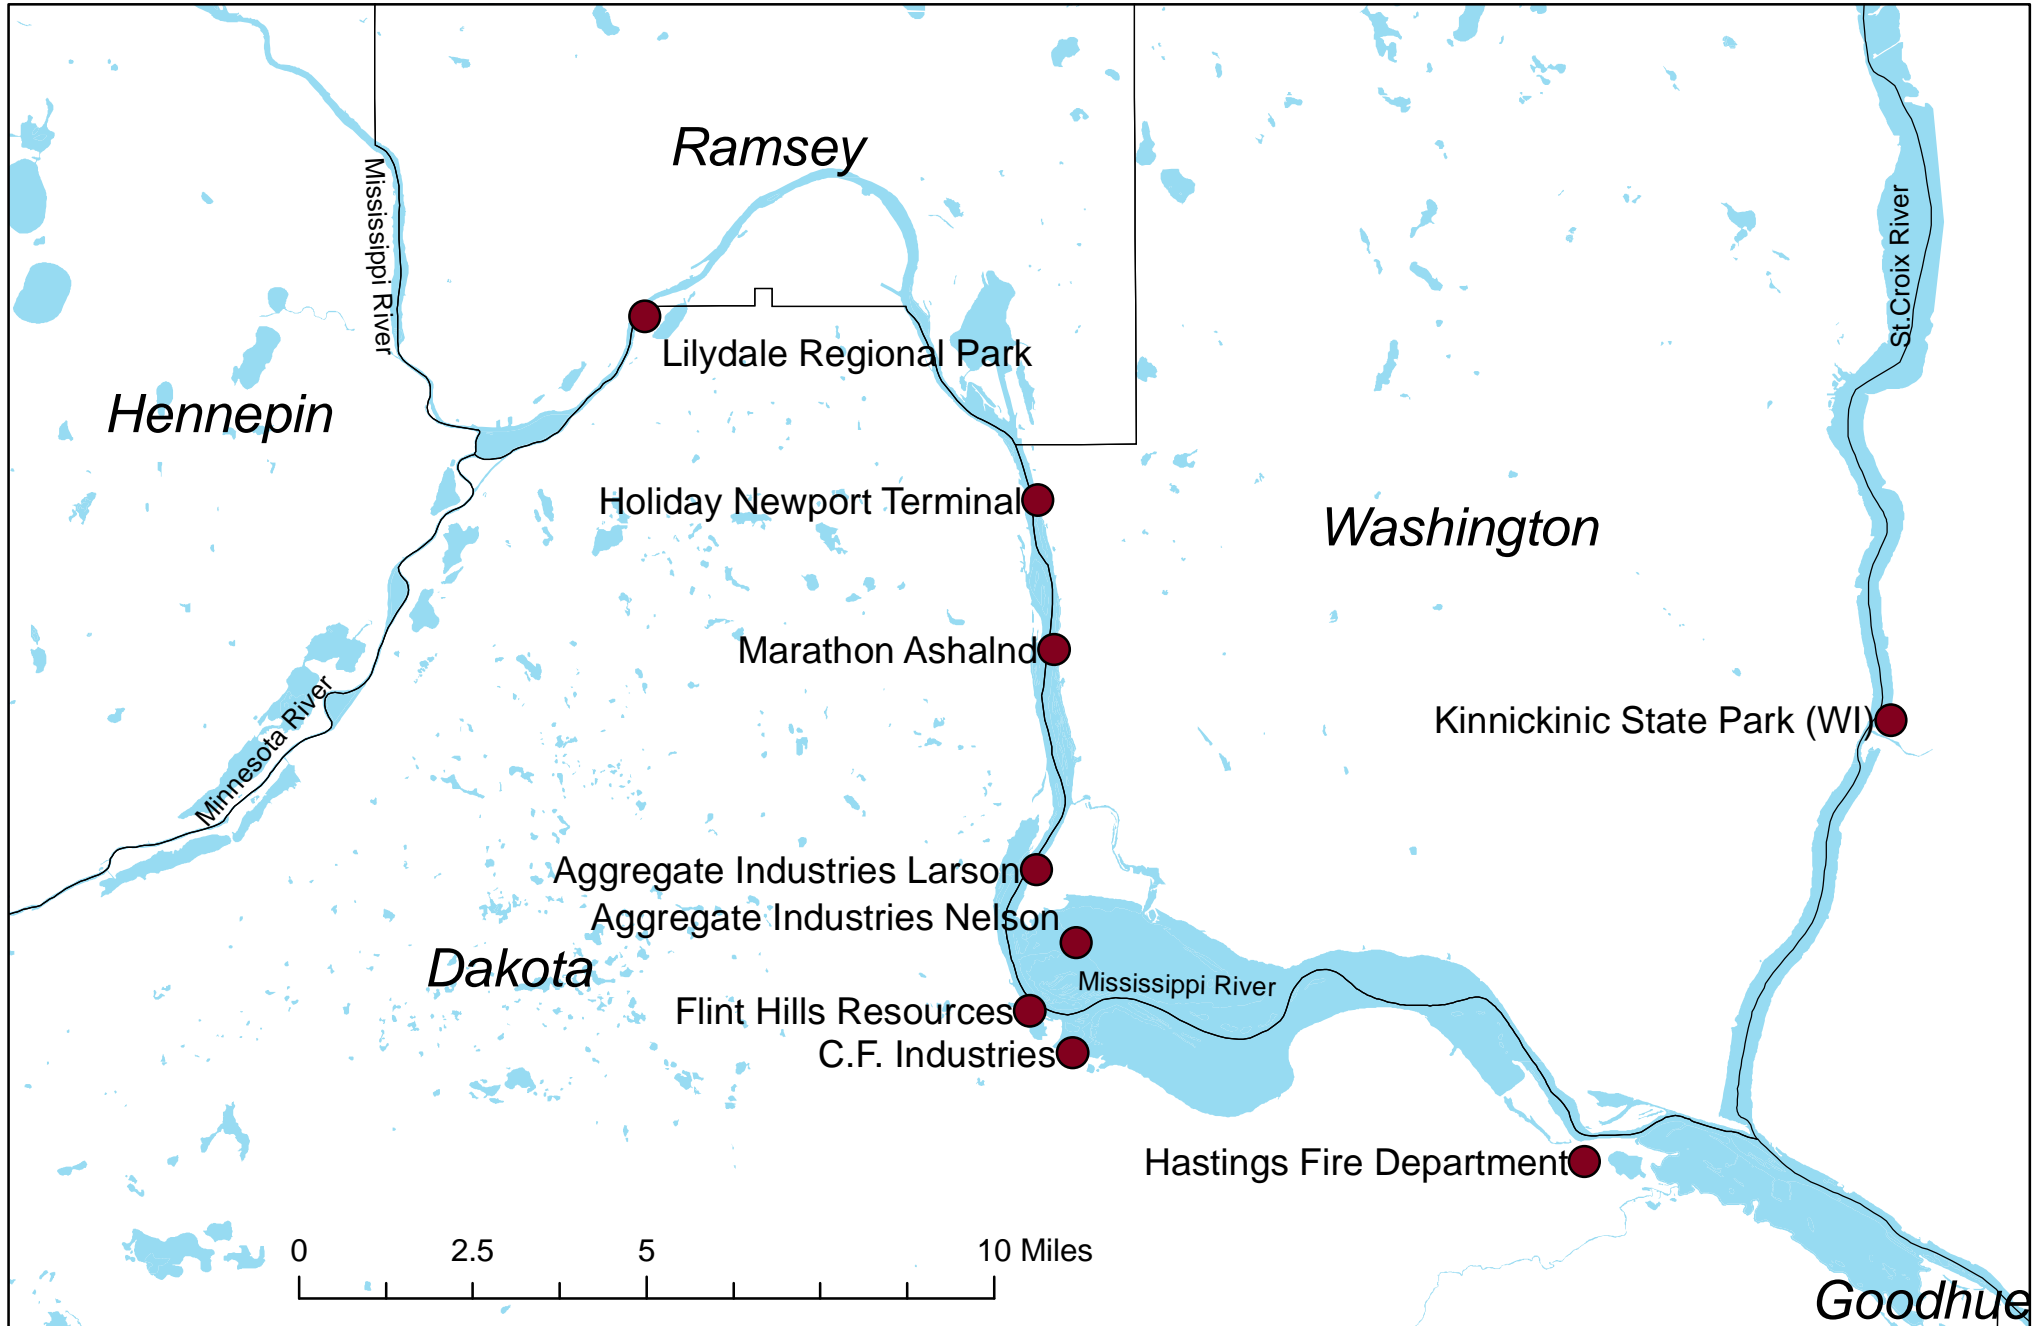 Ramsey
Mississippi River
St.Croix River
Lilydale Regional Park
Hennepin
Holiday Newport Terminal
Washington
Marathon Ashalnd
Kinnickinic State Park (WI)
Minnesota River
Aggregate Industries Larson
Aggregate Industries Nelson
Dakota
Mississippi River
Flint Hills Resources
C.F. Industries
Hastings Fire Department
0 2.5 5 10 Miles
Goodhue